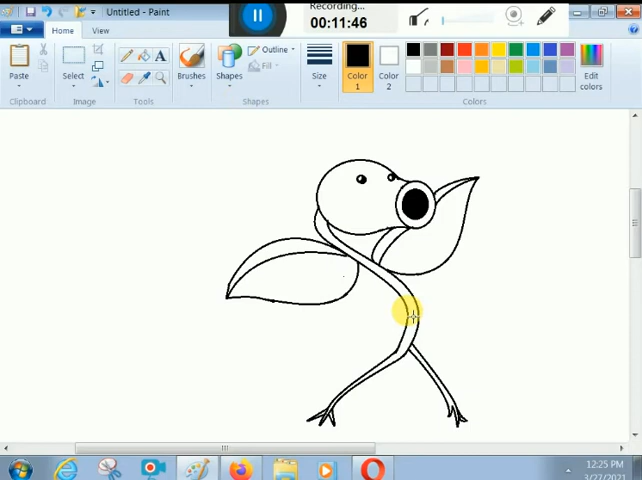 Recording...
00:11:46
Untitled - Paint
Home View
Paste
Select
A
Brushes
Shapes
Outline
Fill
Size
Color
1
Color
2
Edit
colors
Clipboard Image Tools Shapes Colors
12:25 PM
3/27/2021